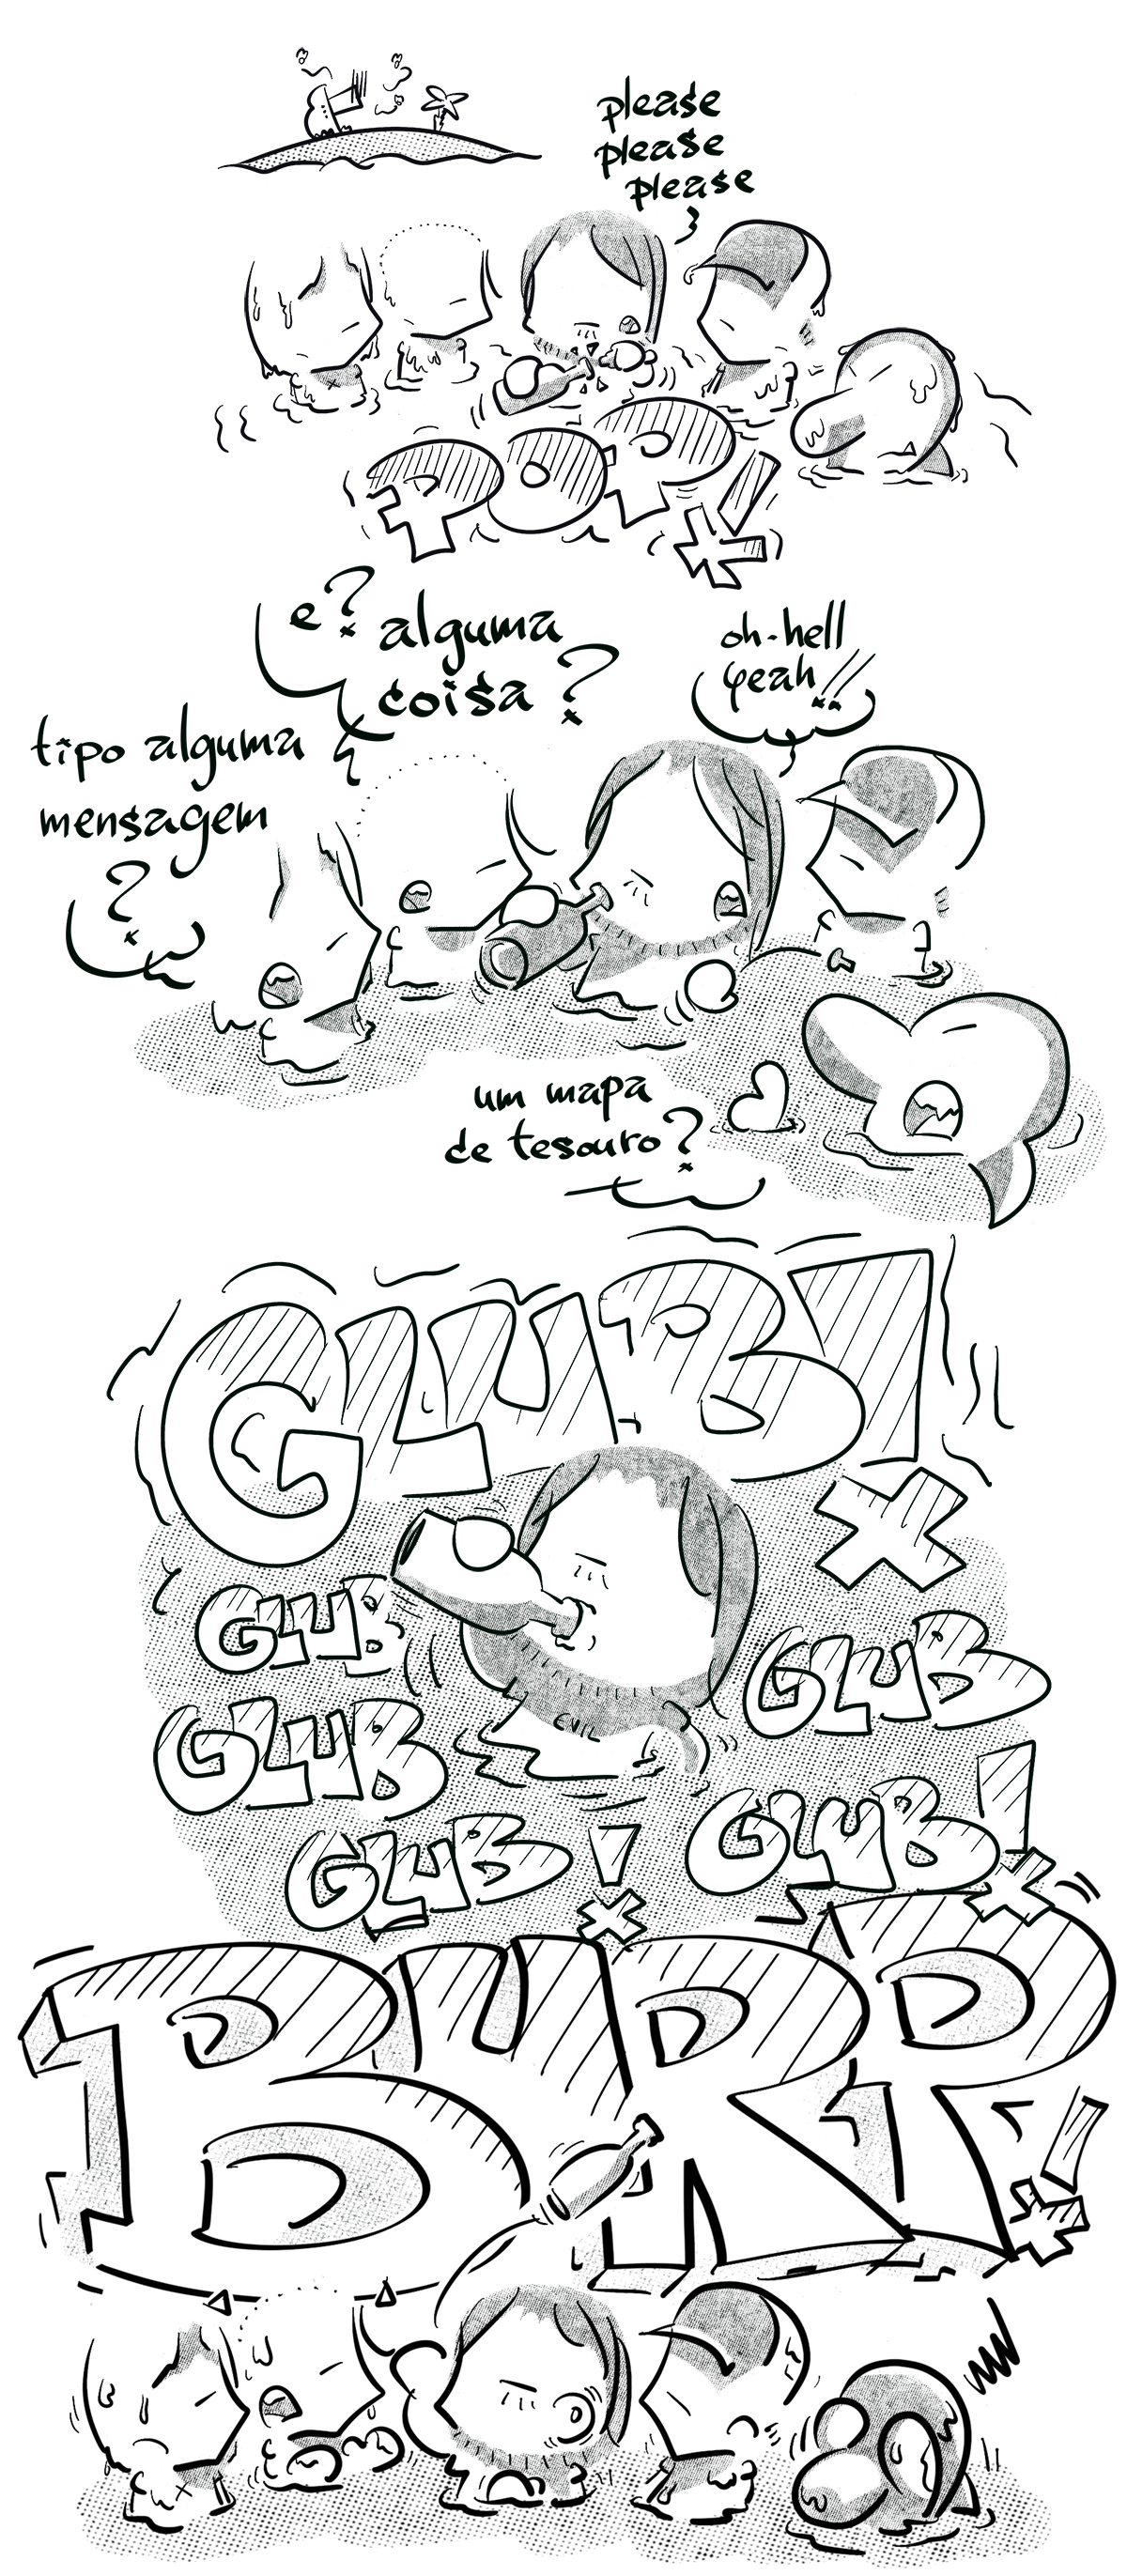 please
please
please
POP!
e?
alguma
coisa?
oh-hell
yeah!!
tipo alguma
mensagem
?
um mapa
de tesouro?
GLUB!
GLUB
GLUB
GLUB
EVIL
GLUB!
GLUB!
BURP!